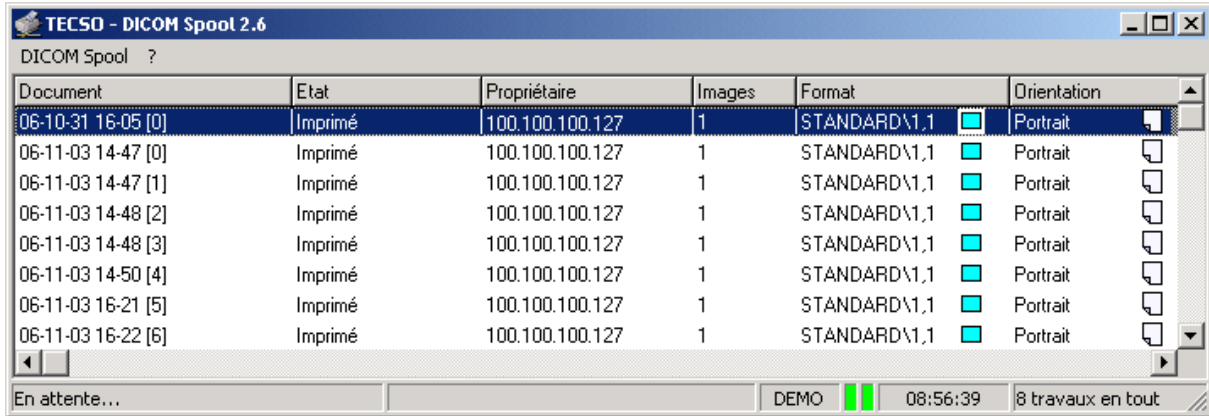 TECSO - DICOM Spool 2.6
DICOM Spool ?
Document Etat Propriétaire Images Format Orientation
06-10-31 16-05 [0] Imprimé 100.100.100.127 1 STANDARD\1,1 Portrait
06-11-03 14-47 [0] Imprimé 100.100.100.127 1 STANDARD\1,1 Portrait
06-11-03 14-47 [1] Imprimé 100.100.100.127 1 STANDARD\1,1 Portrait
06-11-03 14-48 [2] Imprimé 100.100.100.127 1 STANDARD\1,1 Portrait
06-11-03 14-48 [3] Imprimé 100.100.100.127 1 STANDARD\1,1 Portrait
06-11-03 14-50 [4] Imprimé 100.100.100.127 1 STANDARD\1,1 Portrait
06-11-03 16-21 [5] Imprimé 100.100.100.127 1 STANDARD\1,1 Portrait
06-11-03 16-22 [6] Imprimé 100.100.100.127 1 STANDARD\1,1 Portrait
En attente... DEMO 08:56:39 8 travaux en tout